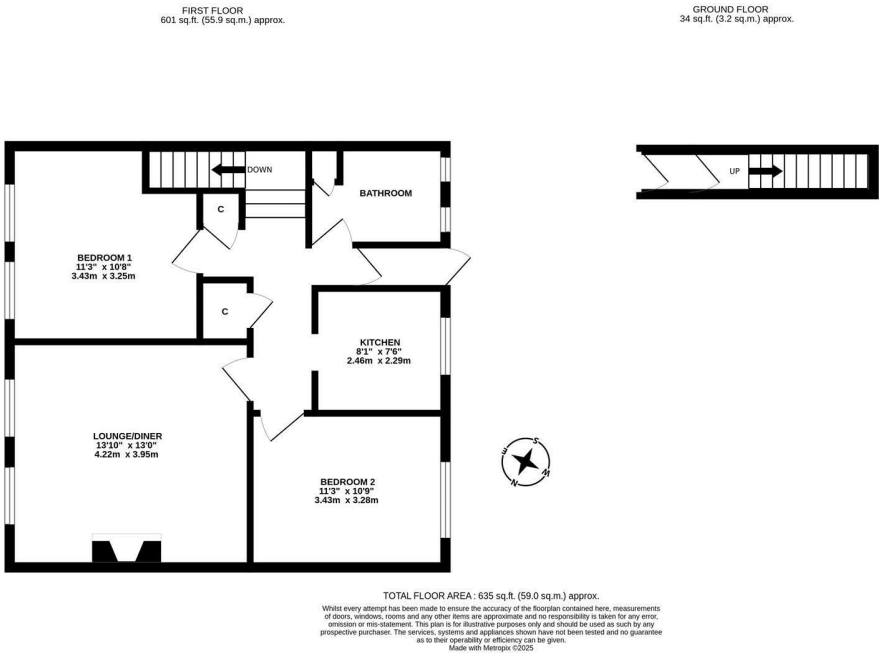 FIRST FLOOR
601 sq.ft. (55.9 sq.m.) approx.
GROUND FLOOR
34 sq.ft. (3.2 sq.m.) approx.
DOWN
UP
C
BATHROOM
BEDROOM 1
11'3" x 10'8"
3.43m x 3.25m
C
KITCHEN
8'1" x 7'6"
2.46m x 2.29m
LOUNGE/DINER
13'10" x 13'0"
4.22m x 3.95m
BEDROOM 2
11'3" x 10'9"
3.43m x 3.28m
S
E
W
N
TOTAL FLOOR AREA : 635 sq.ft. (59.0 sq.m.) approx.
Whilst every attempt has been made to ensure the accuracy of the floorplan contained here, measurements
of doors, windows, rooms and any other items are approximate and no responsibility is taken for any error,
omission or mis-statement. This plan is for illustrative purposes only and should be used as such by any
prospective purchaser. The services, systems and appliances shown have not been tested and no guarantee
as to their operability or efficiency can be given.
Made with Metropix ©2025